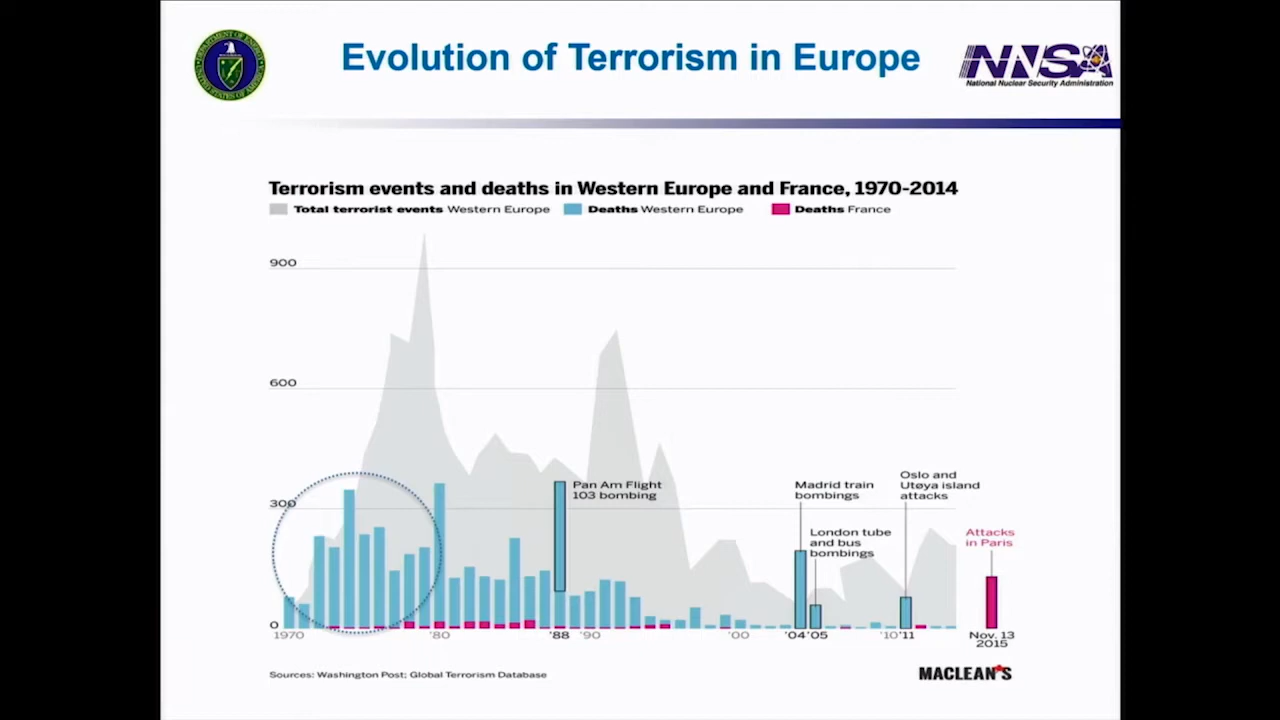 Evolution of Terrorism in Europe
NNSA
National Nuclear Security Administration
Terrorism events and deaths in Western Europe and France, 1970-2014
Total terrorist events Western Europe Deaths Western Europe Deaths France
900
600
300
0
Pan Am Flight
103 bombing
Madrid train
bombings
London tube
and bus
bombings
Oslo and
Utøya island
attacks
Attacks
in Paris
1970 '80 '88 '90 '00 '04 '05 '10 '11 Nov. 13
2015
Sources: Washington Post; Global Terrorism Database
MACLEAN'S